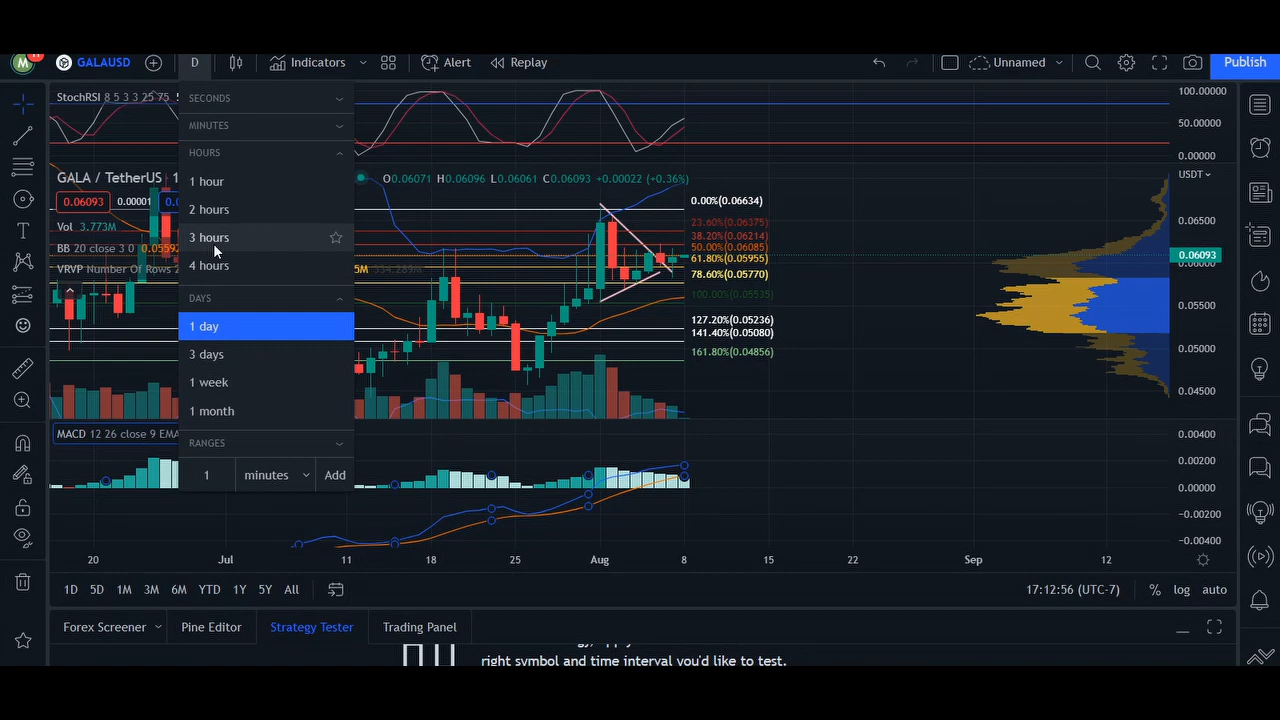 M 11 GALAUSD D Indicators Alert Replay Unnamed Publish
StochRSI 8 5 3 3 25 75
SECONDS
MINUTES
HOURS
1 hour
2 hours
3 hours
4 hours
DAYS
1 day
3 days
1 week
1 month
RANGES
1 minutes Add
100.00000
50.00000
0.00000
GALA / TetherUS
O0.06071 H0.06096 L0.06061 C0.06093 +0.00022 (+0.36%)
0.06093 0.00001
Vol 3.773M
BB 20 close 3 0
VRVP Number Of Rows
334.289M
0.00%(0.06634)
23.60%(0.06375)
38.20%(0.06214)
50.00%(0.06085)
61.80%(0.05955)
78.60%(0.05770)
100.00%(0.05535)
127.20%(0.05236)
141.40%(0.05080)
161.80%(0.04856)
USDT
0.06500
0.06093
0.05500
0.05000
0.04500
MACD 12 26 close 9 EMA
0.00400
0.00200
0.00000
−0.00200
−0.00400
20 Jul 11 18 25 Aug 8 15 22 Sep 12
1D 5D 1M 3M 6M YTD 1Y 5Y All 17:12:56 (UTC-7) % log auto
Forex Screener Pine Editor Strategy Tester Trading Panel
right symbol and time interval you'd like to test.